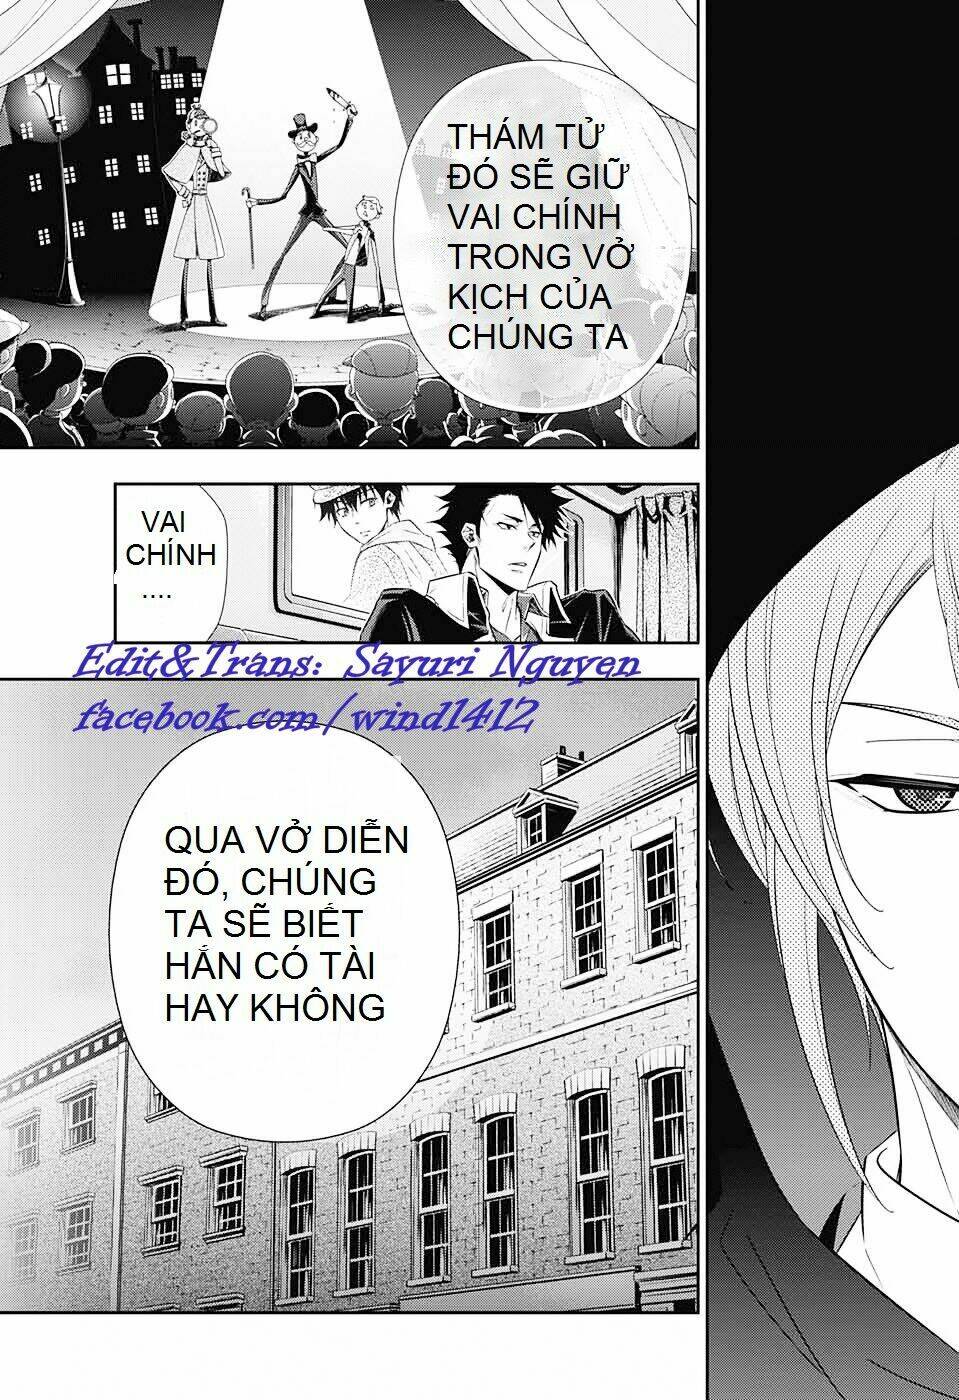 THÁM TỬ
ĐÓ SẼ GIỮ
VAI CHÍNH
TRONG VỞ
KỊCH CỦA
CHÚNG TA
VAI
CHÍNH
....
Edit&Trans: Sayuri Nguyen
facebook.com/wind1412
QUA VỞ DIỄN
ĐÓ, CHÚNG
TA SẼ BIẾT
HẮN CÓ TÀI
HAY KHÔNG